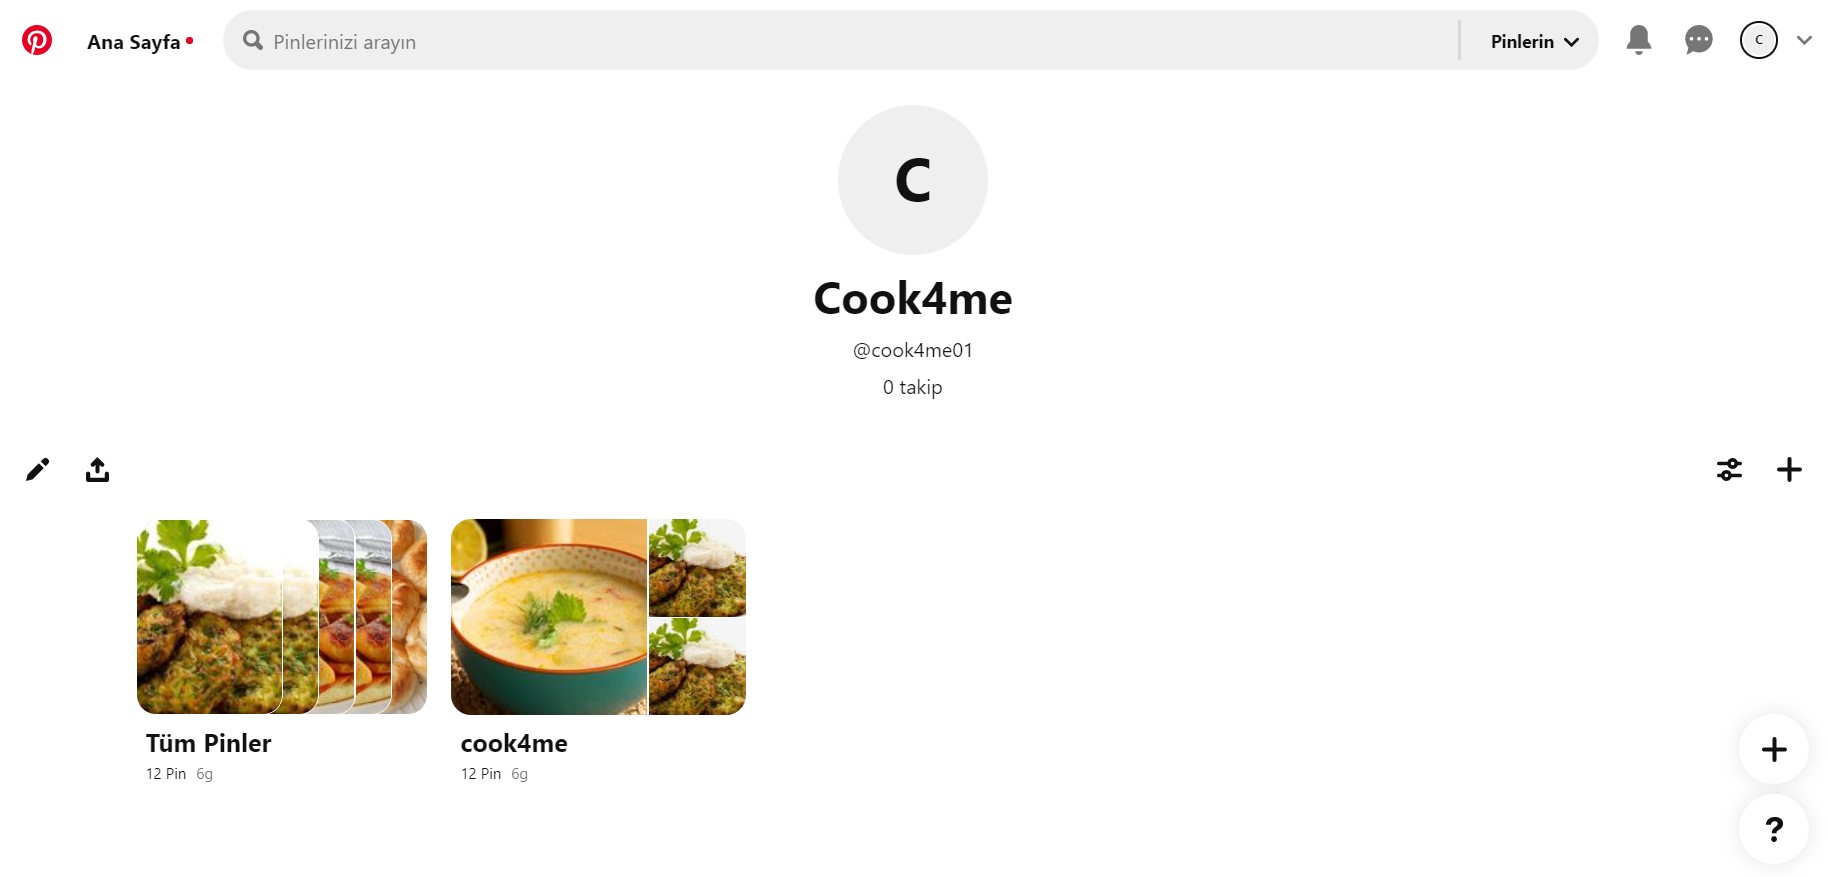 Ana Sayfa
Pinlerinizi arayın
Pinlerin
C
C
Cook4me
@cook4me01
0 takip
Tüm Pinler
12 Pin 6g
cook4me
12 Pin 6g
?